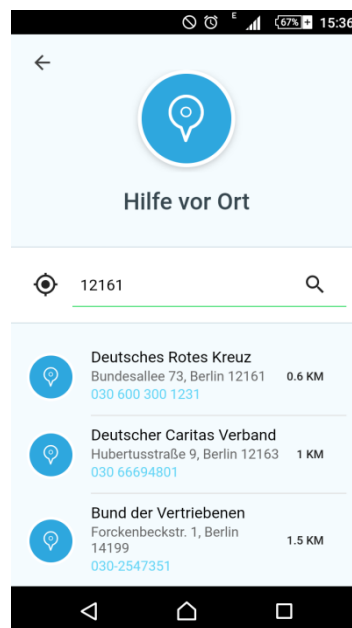 E 67% 15:36
Hilfe vor Ort
12161
Deutsches Rotes Kreuz
Bundesallee 73, Berlin 12161 0.6 KM
030 600 300 1231
Deutscher Caritas Verband
Hubertusstraße 9, Berlin 12163 1 KM
030 66694801
Bund der Vertriebenen
Forckenbeckstr. 1, Berlin
14199 1.5 KM
030-2547351